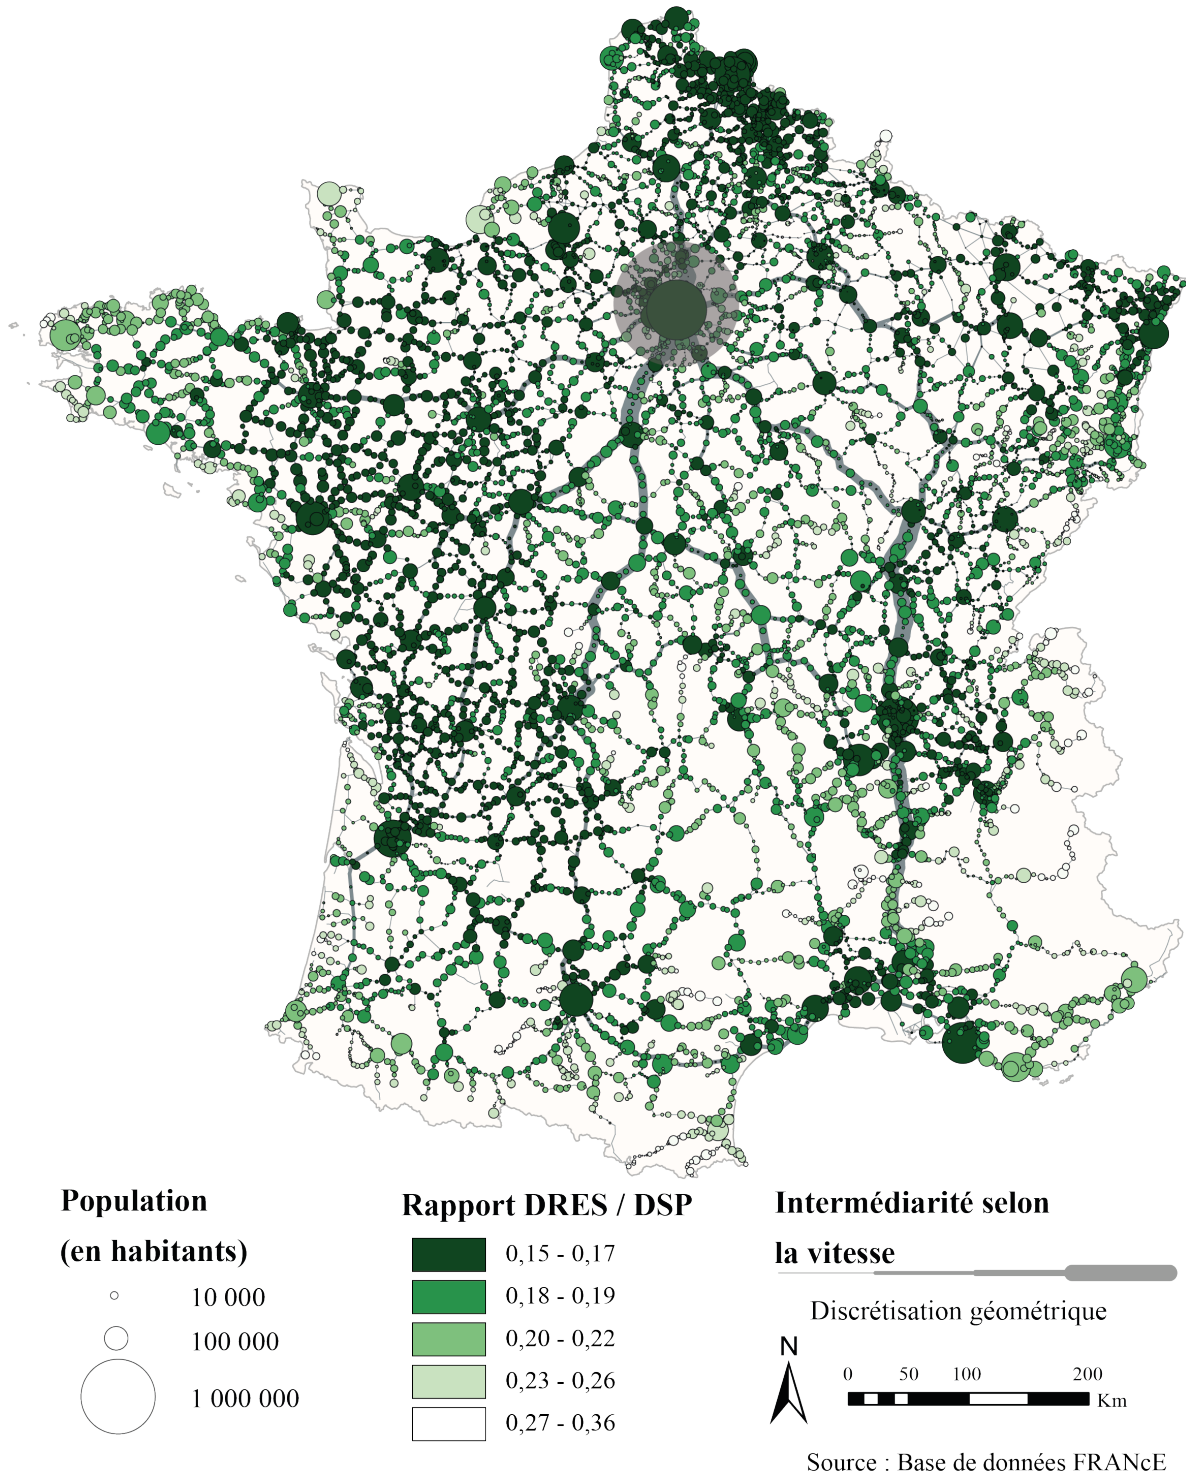 Population
(en habitants)
10 000
100 000
1 000 000
Rapport DRES / DSP
0,15 - 0,17
0,18 - 0,19
0,20 - 0,22
0,23 - 0,26
0,27 - 0,36
Intermédiarité selon
la vitesse
Discrétisation géométrique
N
0 50 100 200
Km
Source : Base de données FRANcE